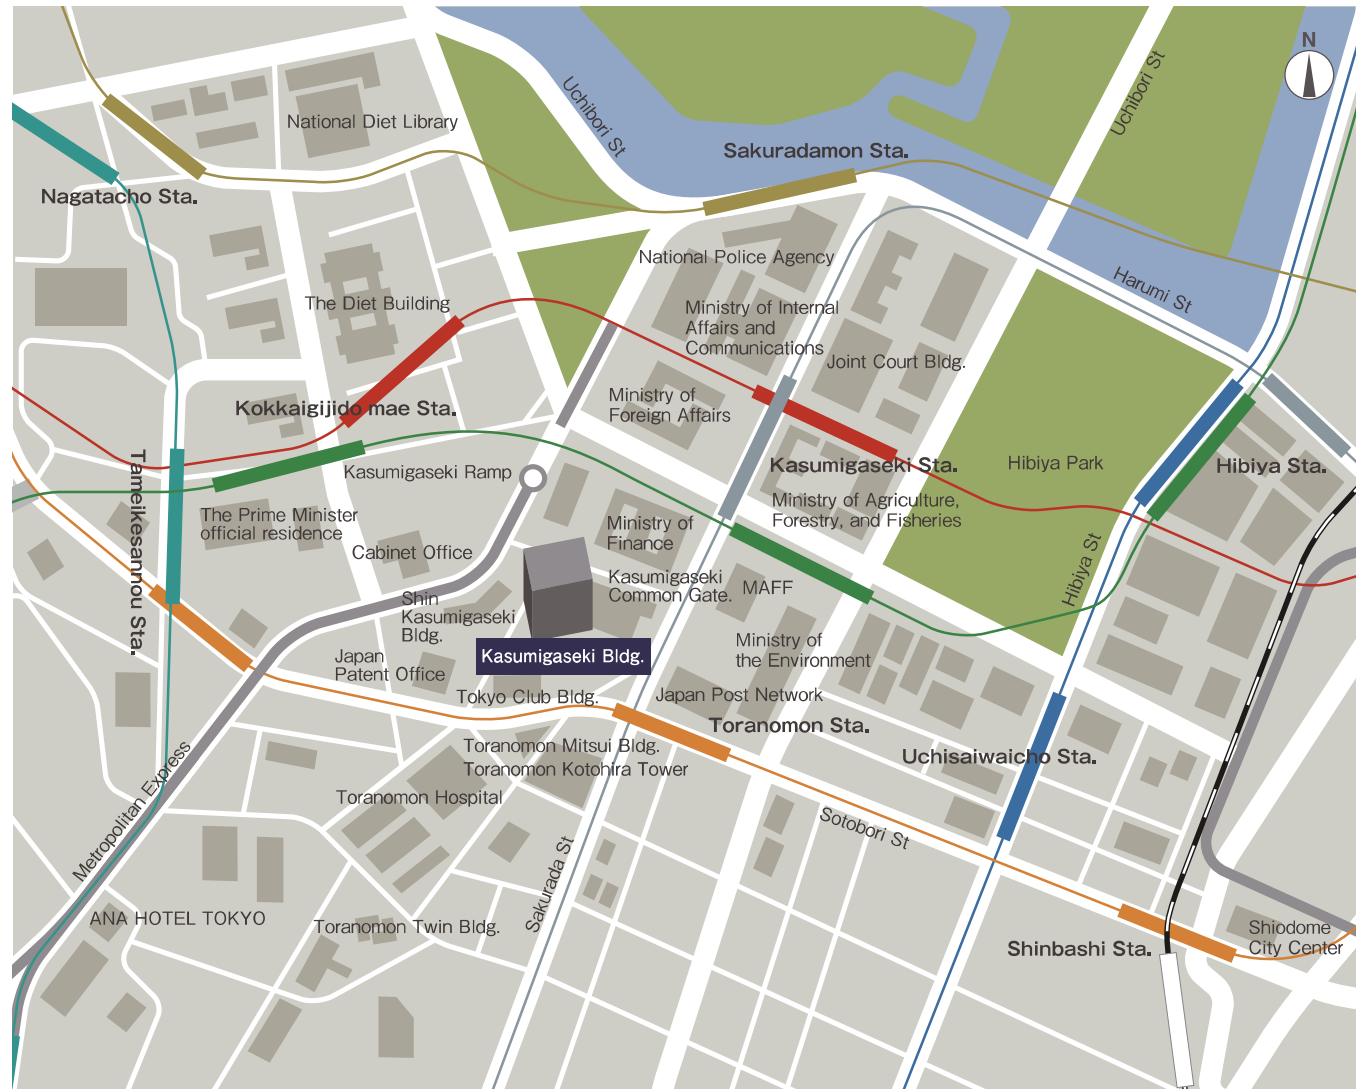 N
Uchibori St
Uchibori St
National Diet Library
Sakuradamon Sta.
Nagatacho Sta.
National Police Agency
Harumi St
The Diet Building
Ministry of Internal
Affairs and
Communications
Joint Court Bldg.
Ministry of
Foreign Affairs
Kokkaigijido mae Sta.
Tameikesannou Sta.
Kasumigaseki Ramp
Kasumigaseki Sta.
Hibiya Park
Hibiya Sta.
Ministry of Agriculture,
Forestry, and Fisheries
The Prime Minister
official residence
Ministry of
Finance
Cabinet Office
Hibiya St
Kasumigaseki
Common Gate.
MAFF
Shin
Kasumigaseki
Bldg.
Ministry of
the Environment
Kasumigaseki Bldg.
Japan
Patent Office
Tokyo Club Bldg.
Japan Post Network
Toranomon Sta.
Toranomon Mitsui Bldg.
Toranomon Kotohira Tower
Uchisaiwaicho Sta.
Toranomon Hospital
Metropolitan Express
Sotobori St
Sakurada St
ANA HOTEL TOKYO
Toranomon Twin Bldg.
Shinbashi Sta.
Shiodome
City Center